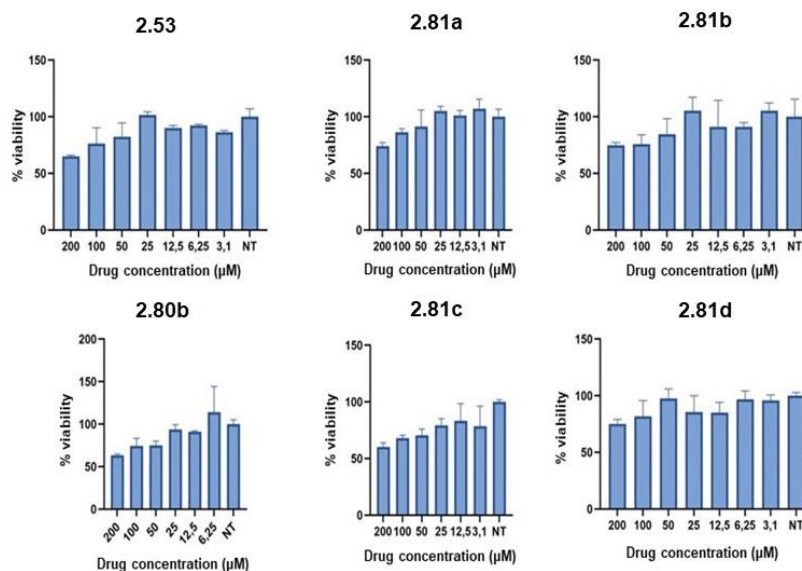 2.53
150
100
50
0
% viability
200 100 50 25 12,5 6,25 3,1 NT
Drug concentration (µM)
2.81a
150
100
50
0
% viability
200 100 50 25 12,5 3,1 NT
Drug concentration (µM)
2.81b
150
100
50
0
% viability
200 100 50 25 12,5 6,25 3,1 NT
Drug concentration (µM)
2.80b
200
150
100
50
0
% viability
200 100 50 25 12,5 6,25 NT
Drug concentration (µM)
2.81c
150
100
50
0
% viability
200 100 50 25 12,5 3,1 NT
Drug concentration (µM)
2.81d
150
100
50
0
% viability
200 100 50 25 12,5 6,25 3,1 NT
Drug concentration (µM)